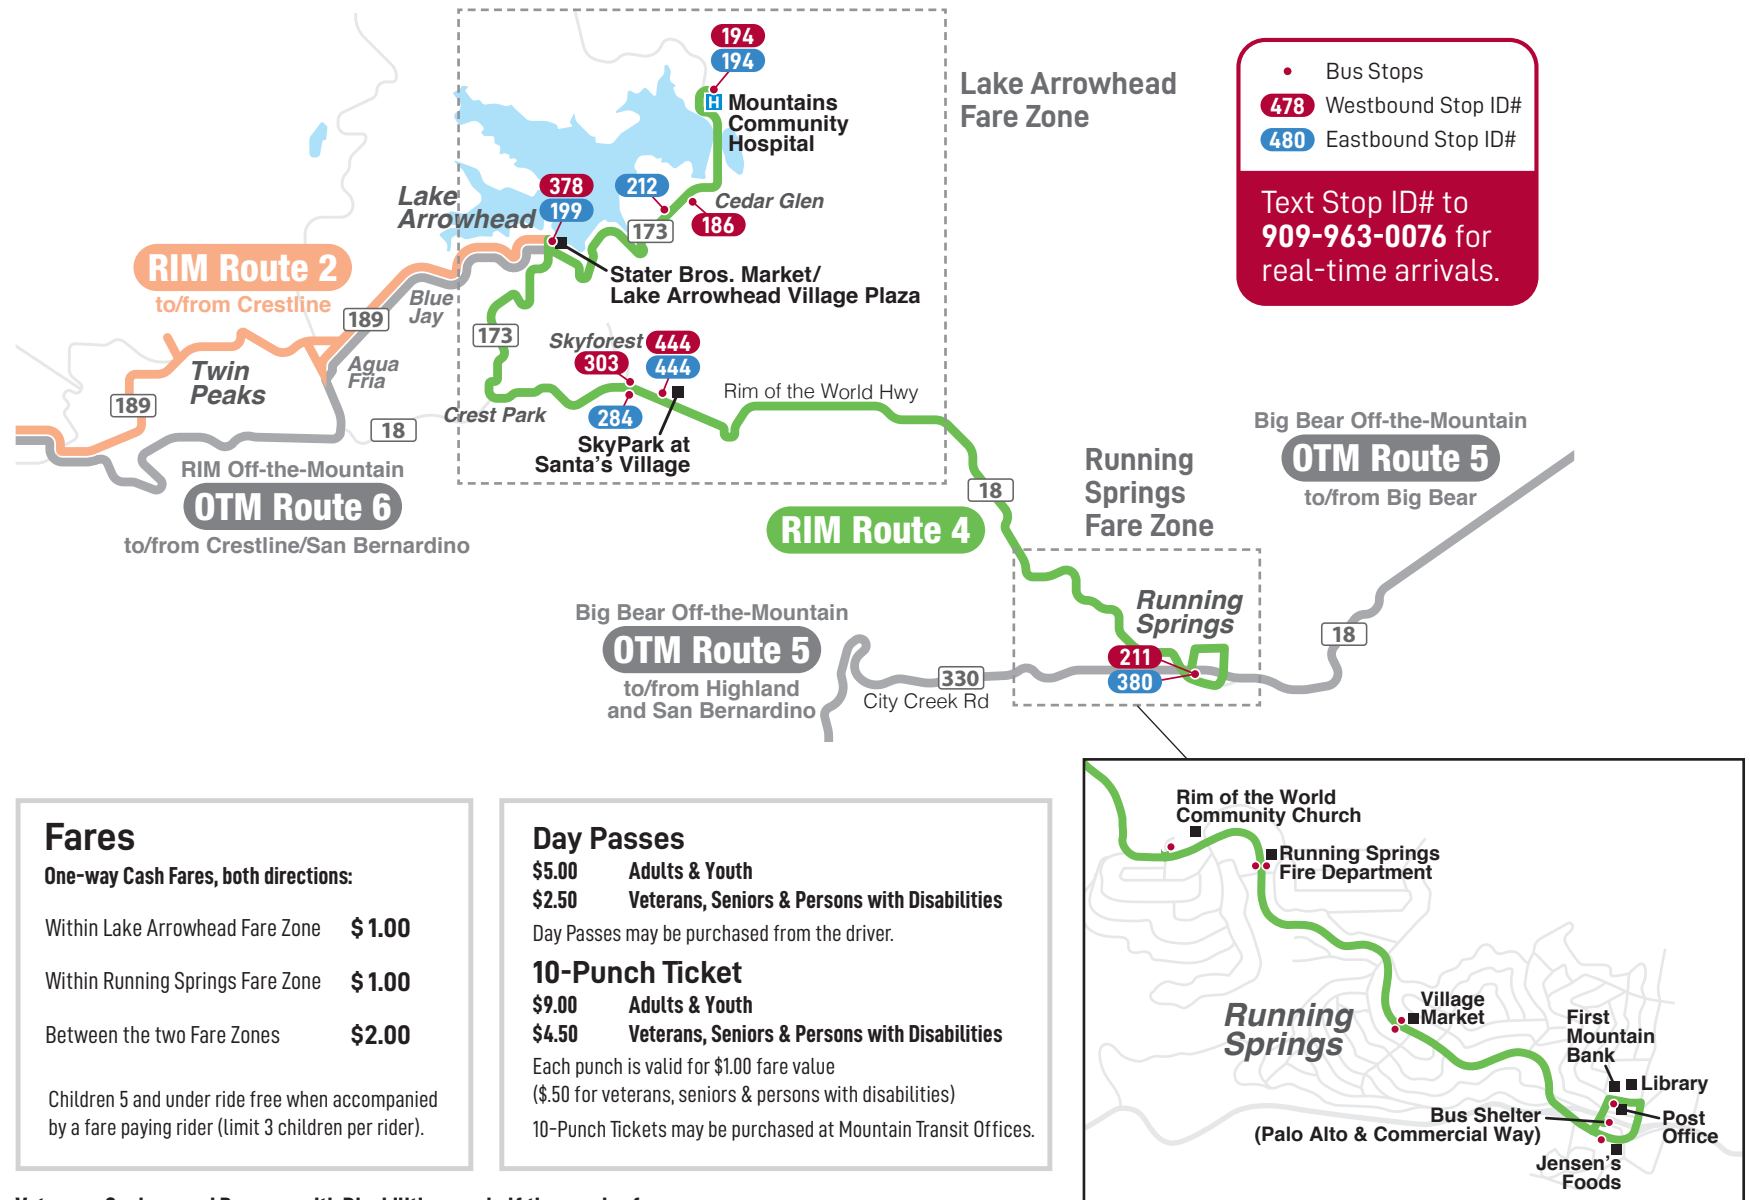 194
194
Mountains
Community
Hospital
Lake Arrowhead
Fare Zone
Bus Stops
478 Westbound Stop ID#
480 Eastbound Stop ID#
Text Stop ID# to
909-963-0076 for
real-time arrivals.
Lake
Arrowhead
378
199
212
Cedar Glen
186
173
Stater Bros. Market/
Lake Arrowhead Village Plaza
RIM Route 2
to/from Crestline
189
Blue
Jay
173
Skyforest
444
303
444
284
Agua
Fria
Twin
Peaks
189
18
Crest Park
Rim of the World Hwy
SkyPark at
Santa's Village
RIM Off-the-Mountain
OTM Route 6
to/from Crestline/San Bernardino
18
RIM Route 4
Running
Springs
Fare Zone
Big Bear Off-the-Mountain
OTM Route 5
to/from Big Bear
Running
Springs
211
380
18
Big Bear Off-the-Mountain
OTM Route 5
to/from Highland
and San Bernardino
330
City Creek Rd
Fares
One-way Cash Fares, both directions:
Within Lake Arrowhead Fare Zone $1.00
Within Running Springs Fare Zone $1.00
Between the two Fare Zones $2.00
Children 5 and under ride free when accompanied
by a fare paying rider (limit 3 children per rider).
Day Passes
$5.00 Adults & Youth
$2.50 Veterans, Seniors & Persons with Disabilities
Day Passes may be purchased from the driver.
10-Punch Ticket
$9.00 Adults & Youth
$4.50 Veterans, Seniors & Persons with Disabilities
Each punch is valid for $1.00 fare value
($.50 for veterans, seniors & persons with disabilities)
10-Punch Tickets may be purchased at Mountain Transit Offices.
Rim of the World
Community Church
Running Springs
Fire Department
Running
Springs
Village
Market
First
Mountain
Bank
Library
Bus Shelter
(Palo Alto & Commercial Way)
Post
Office
Jensen's
Foods